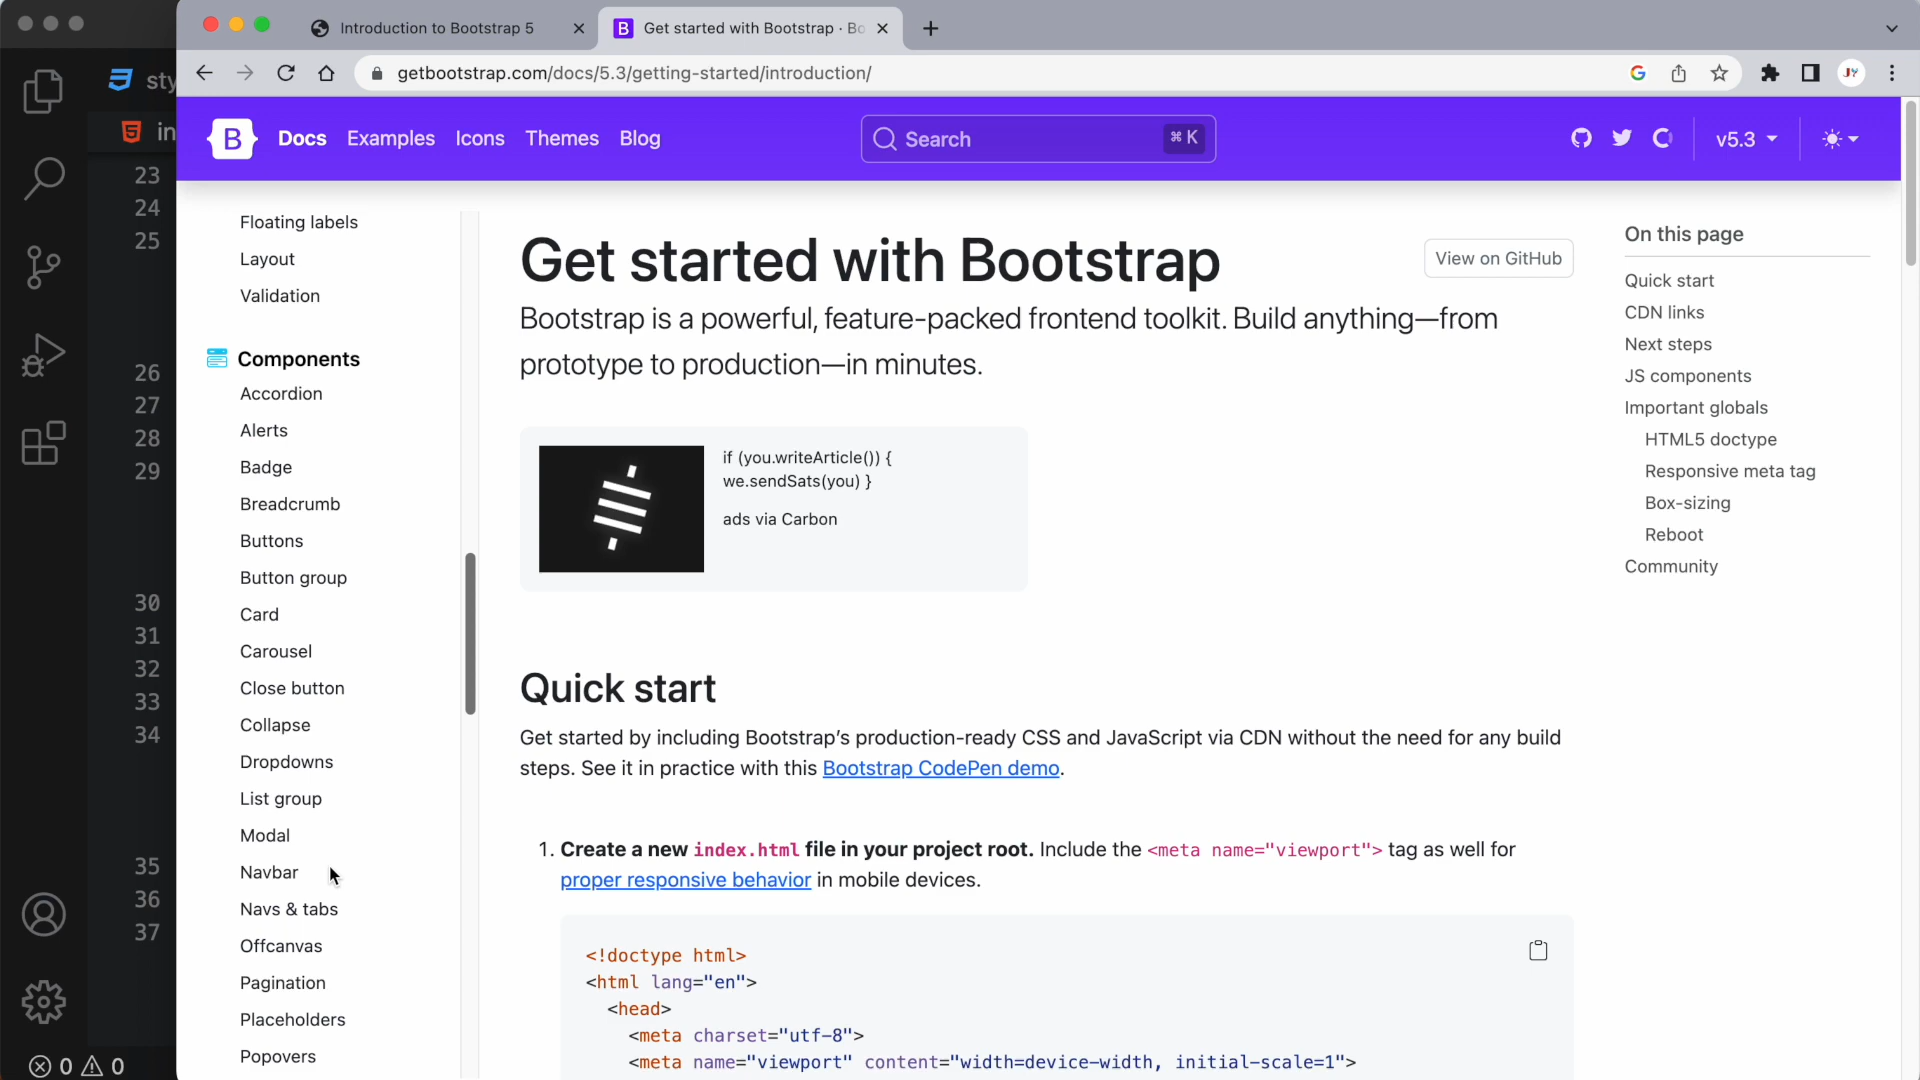 Introduction to Bootstrap 5
Get started with Bootstrap · Bo
getbootstrap.com/docs/5.3/getting-started/introduction/
JY
sty
in
23
24
25
26
27
28
29
30
31
32
33
34
35
36
37
0
0
B
Docs
Examples
Icons
Themes
Blog
Search
⌘ K
v5.3
Floating labels
Layout
Validation
Components
Accordion
Alerts
Badge
Breadcrumb
Buttons
Button group
Card
Carousel
Close button
Collapse
Dropdowns
List group
Modal
Navbar
Navs & tabs
Offcanvas
Pagination
Placeholders
Popovers
Get started with Bootstrap
View on GitHub
Bootstrap is a powerful, feature-packed frontend toolkit. Build anything—from
prototype to production—in minutes.
if (you.writeArticle()) {
we.sendSats(you) }
ads via Carbon
Quick start
Get started by including Bootstrap’s production-ready CSS and JavaScript via CDN without the need for any build
steps. See it in practice with this Bootstrap CodePen demo.
1. Create a new index.html file in your project root. Include the <meta name="viewport"> tag as well for
proper responsive behavior in mobile devices.
<!doctype html>
<html lang="en">
<head>
<meta charset="utf-8">
<meta name="viewport" content="width=device-width, initial-scale=1">
On this page
Quick start
CDN links
Next steps
JS components
Important globals
HTML5 doctype
Responsive meta tag
Box-sizing
Reboot
Community